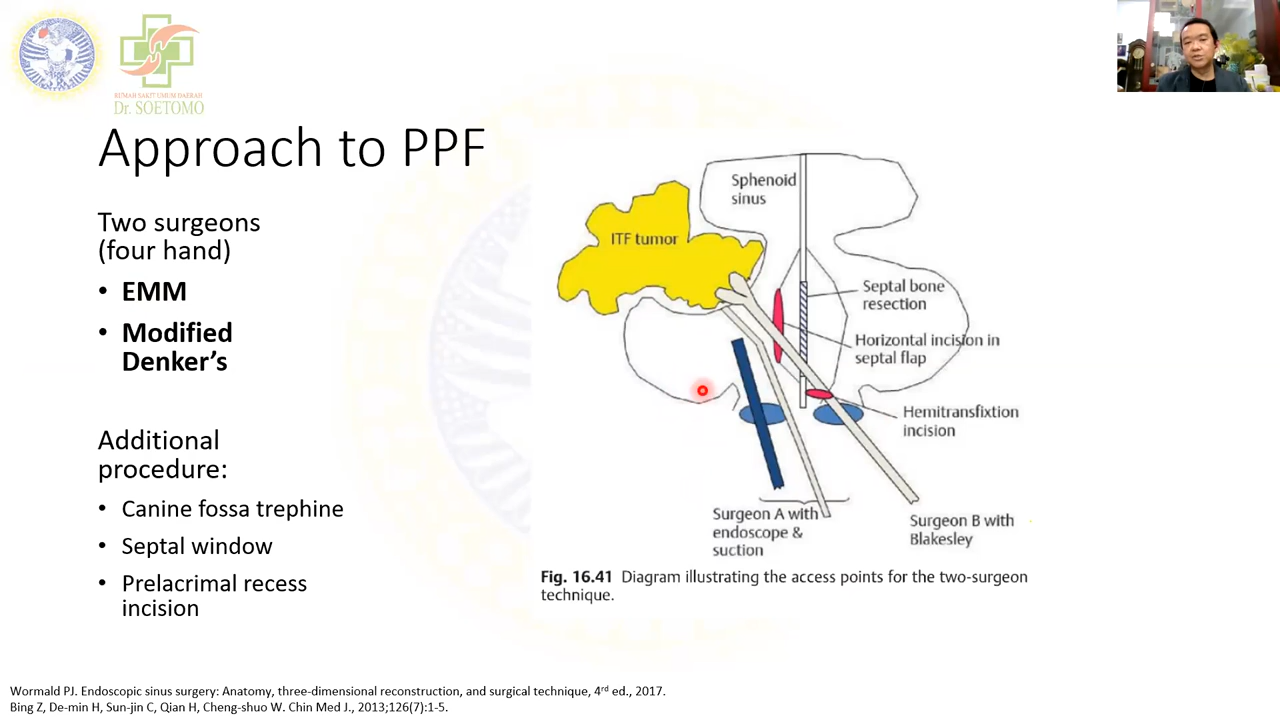 RUMAH SAKIT UMUM DAERAH
Dr. SOETOMO
Approach to PPF
Two surgeons
(four hand)
• EMM
• Modified
Denker’s
Additional
procedure:
• Canine fossa trephine
• Septal window
• Prelacrimal recess
incision
Sphenoid
sinus
ITF tumor
Septal bone
resection
Horizontal incision in
septal flap
Hemitransfixtion
incision
Surgeon A with
endoscope &
suction
Surgeon B with
Blakesley
Fig. 16.41 Diagram illustrating the access points for the two-surgeon
technique.
Wormald PJ. Endoscopic sinus surgery: Anatomy, three-dimensional reconstruction, and surgical technique, 4rd ed., 2017.
Bing Z, De-min H, Sun-jin C, Qian H, Cheng-shuo W. Chin Med J., 2013;126(7):1-5.